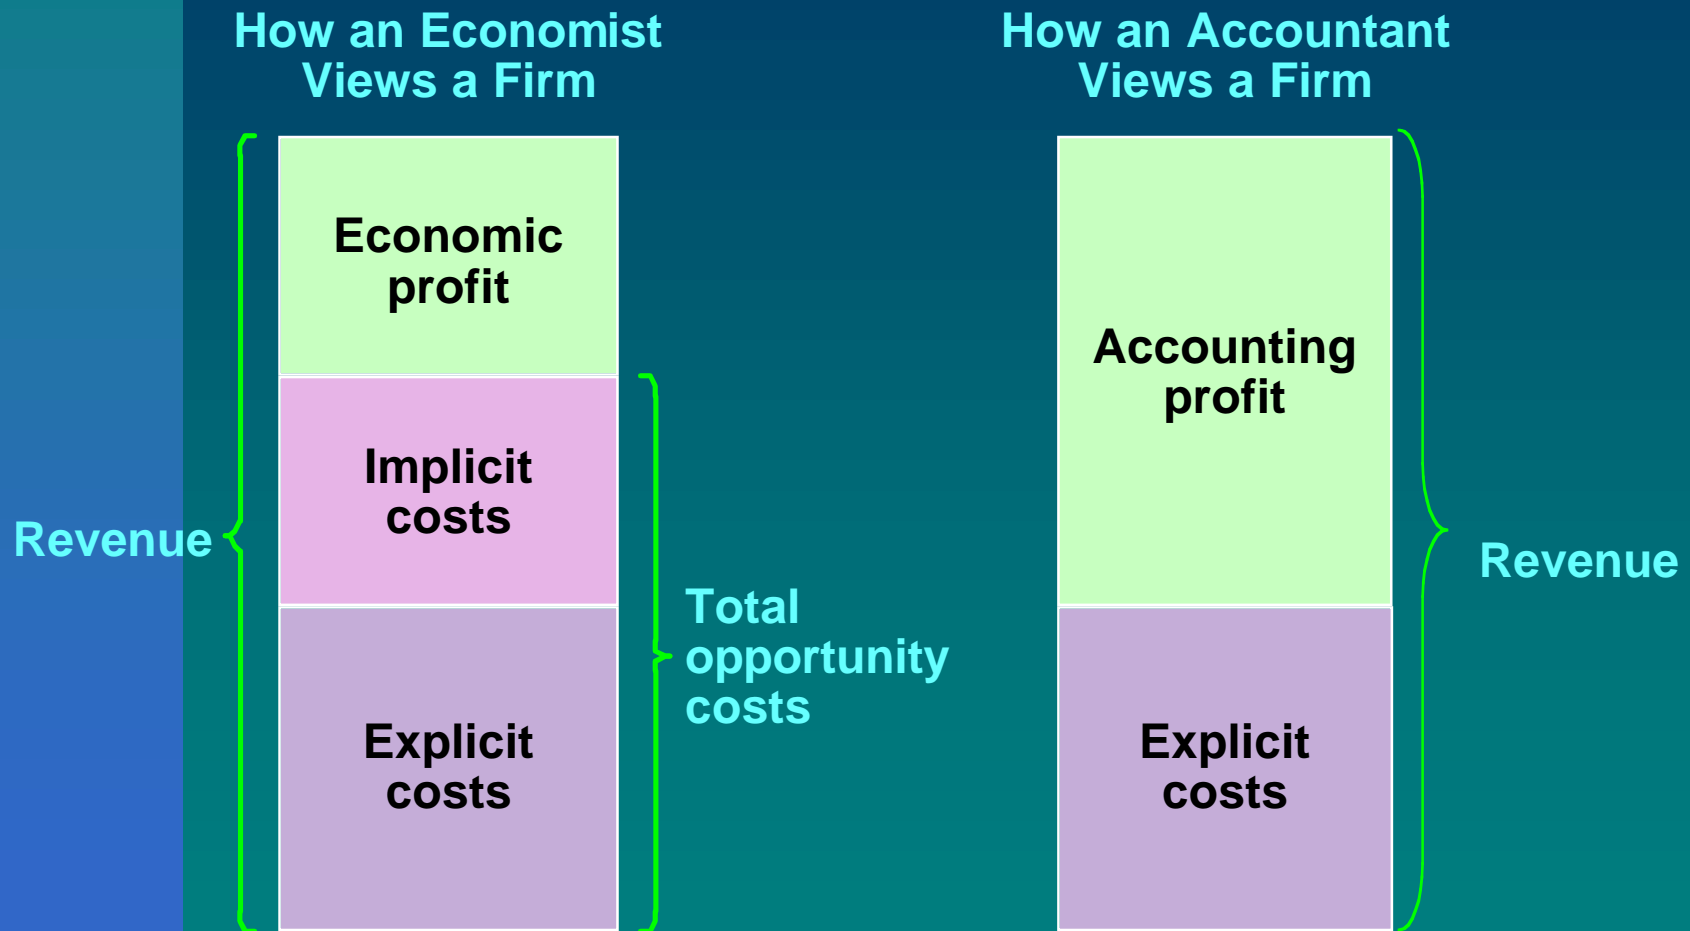 How an Economist
Views a Firm
How an Accountant
Views a Firm
Economic
profit
Implicit
costs
Explicit
costs
Revenue
Total
opportunity
costs
Accounting
profit
Explicit
costs
Revenue